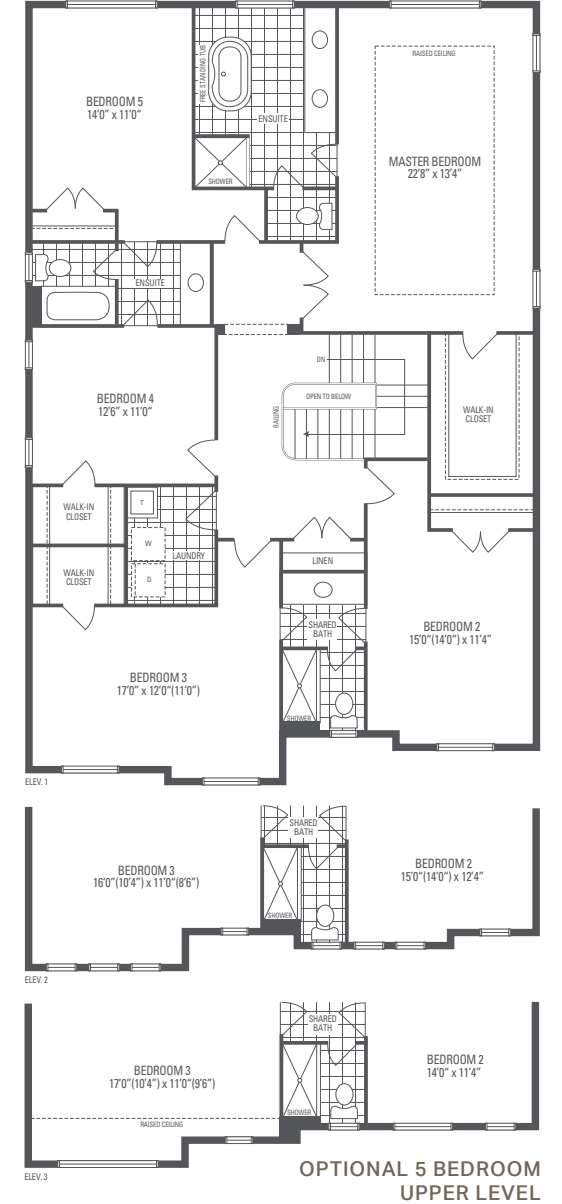 BEDROOM 5
14'0" x 11'0"
FREE STANDING TUB
ENSUITE
SHOWER
RAISED CEILING
MASTER BEDROOM
22'8" x 13'4"
ENSUITE
BEDROOM 4
12'6" x 11'0"
DN
OPEN TO BELOW
RAILING
WALK-IN
CLOSET
WALK-IN
CLOSET
T
W
LAUNDRY
D
WALK-IN
CLOSET
LINEN
SHARED
BATH
SHOWER
BEDROOM 2
15'0"(14'0") x 11'4"
BEDROOM 3
17'0" x 12'0"(11'0")
ELEV. 1
SHARED
BATH
SHOWER
BEDROOM 3
16'0"(10'4") x 11'0"(8'6")
BEDROOM 2
15'0"(14'0") x 12'4"
ELEV. 2
SHARED
BATH
SHOWER
BEDROOM 3
17'0"(10'4") x 11'0"(9'6")
RAISED CEILING
BEDROOM 2
14'0" x 11'4"
ELEV. 3
OPTIONAL 5 BEDROOM
UPPER LEVEL